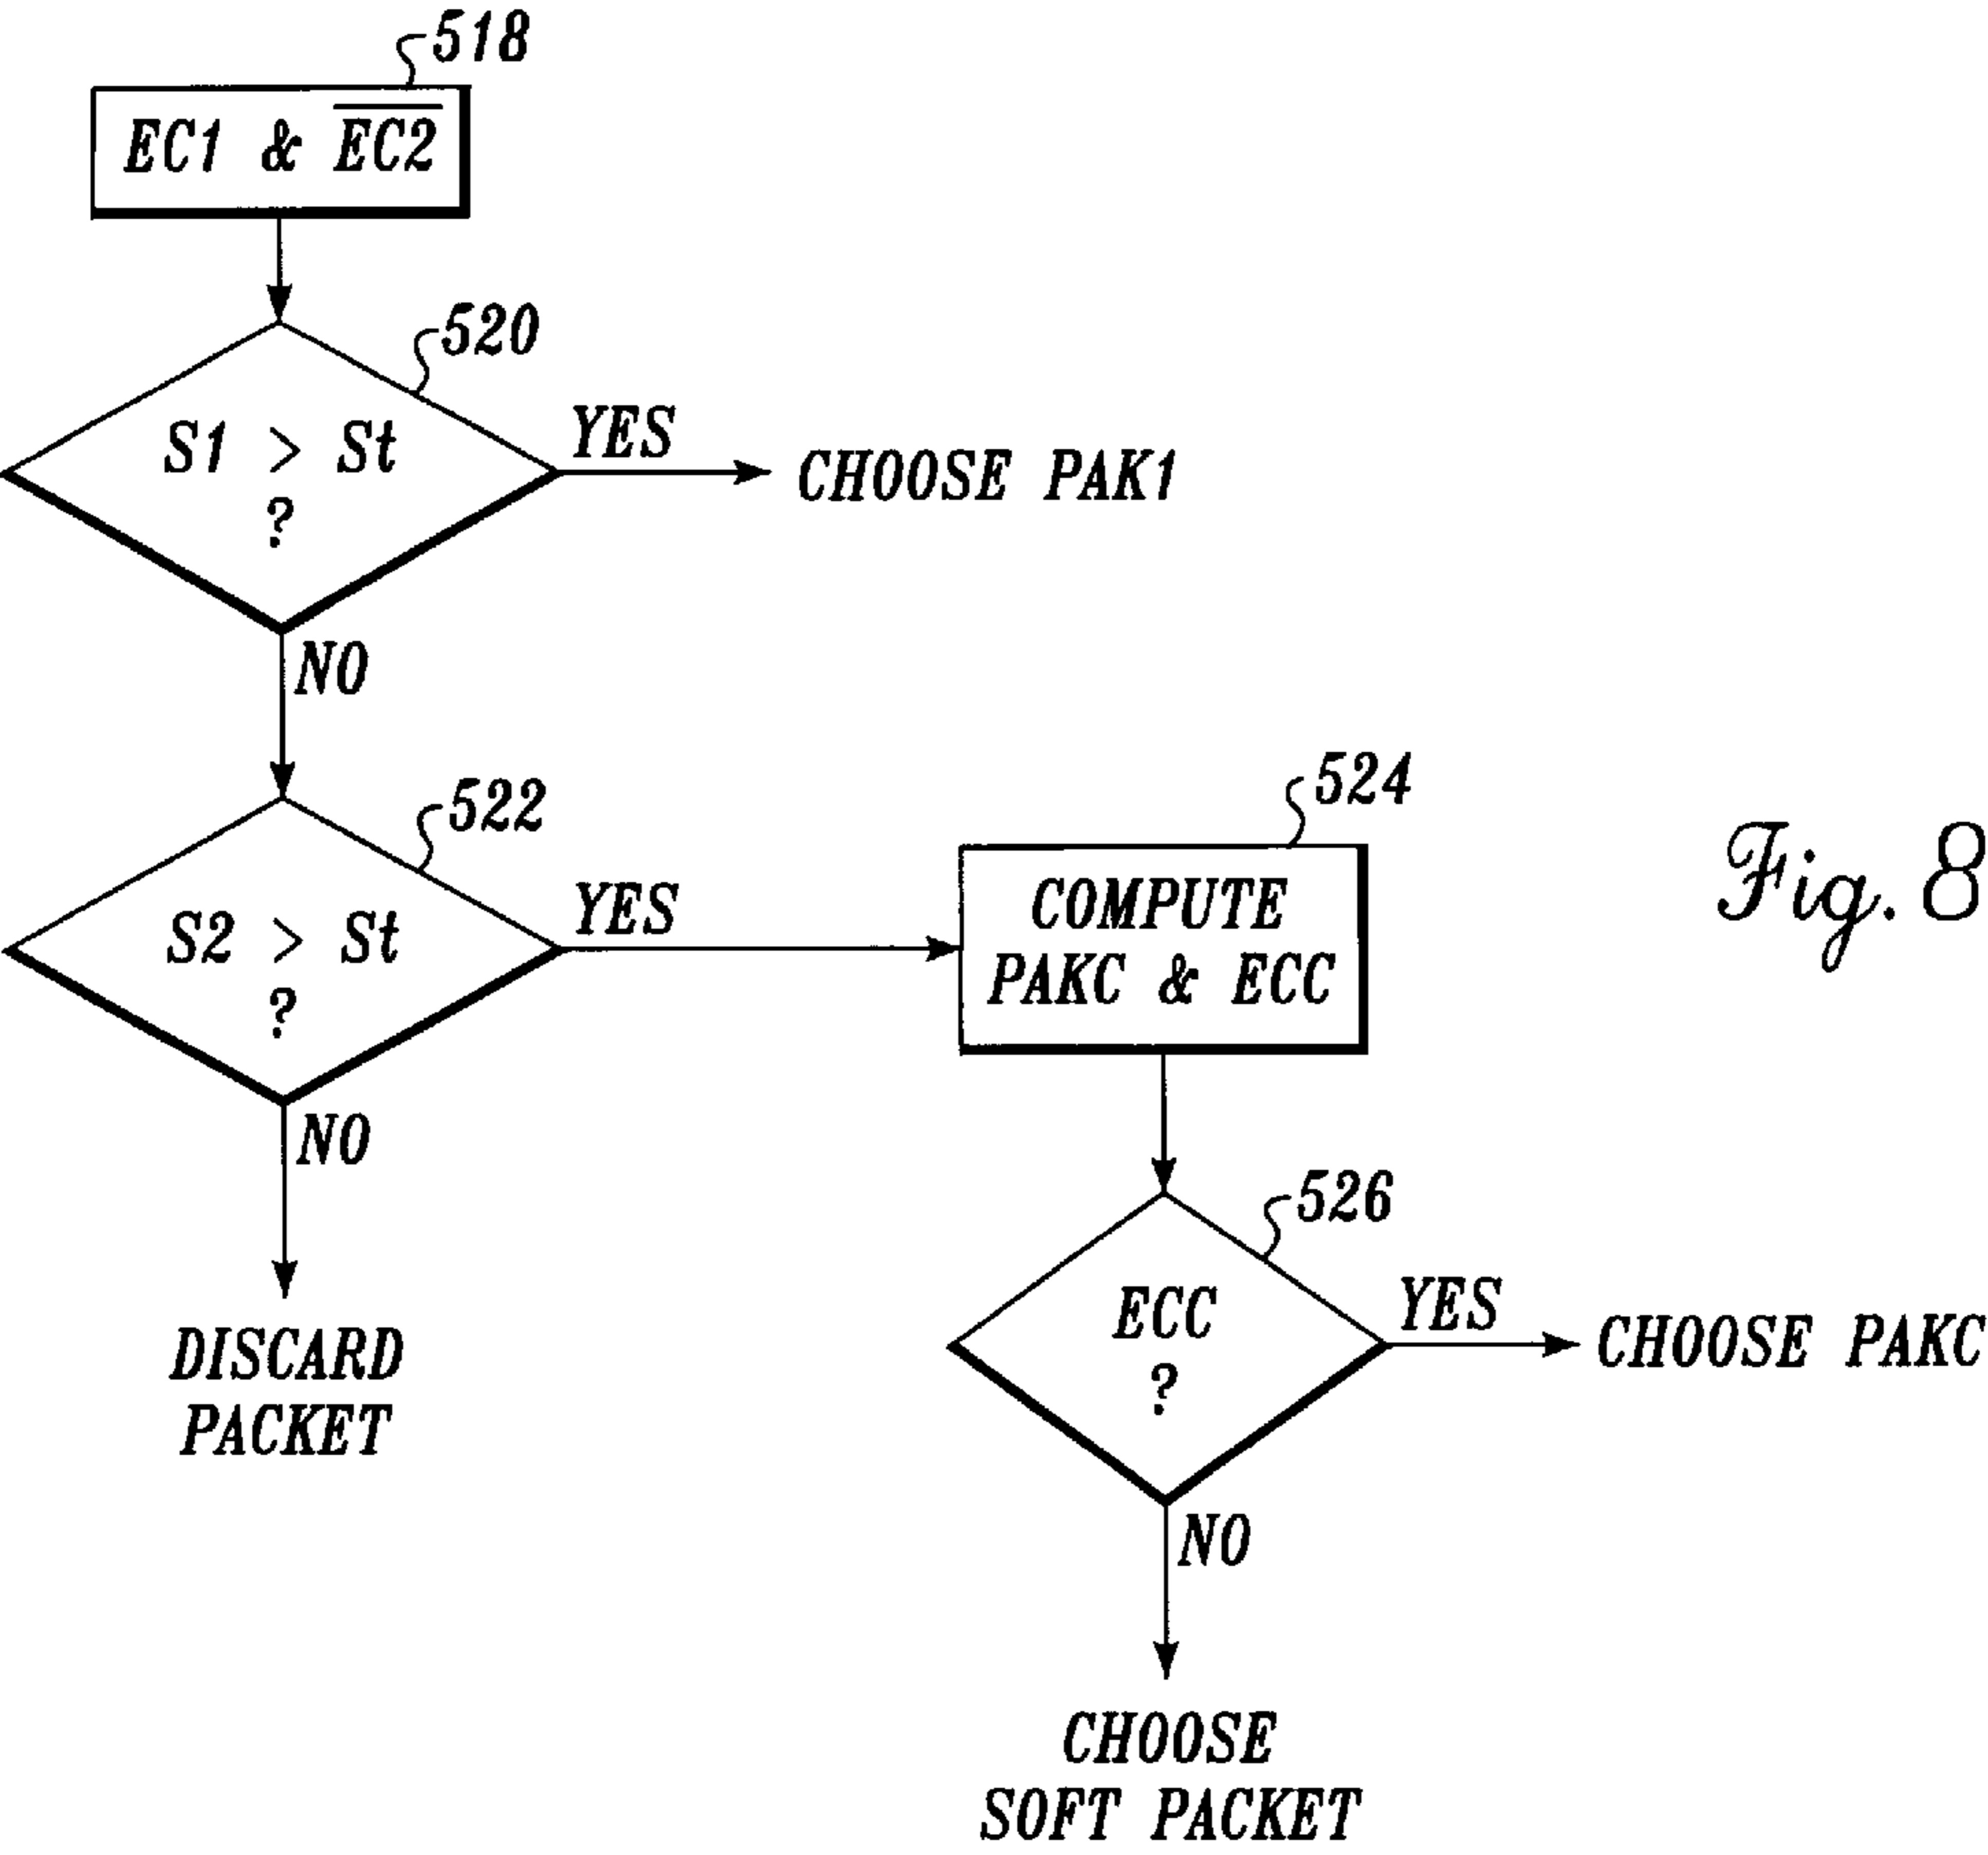 518
EC1 & E̅C̅2̅
520
S1 > St
?
YES
CHOOSE PAK1
NO
522
S2 > St
?
YES
524
COMPUTE
PAKC & ECC
Fig. 8
NO
DISCARD
PACKET
526
ECC
?
YES
CHOOSE PAKC
NO
CHOOSE
SOFT PACKET